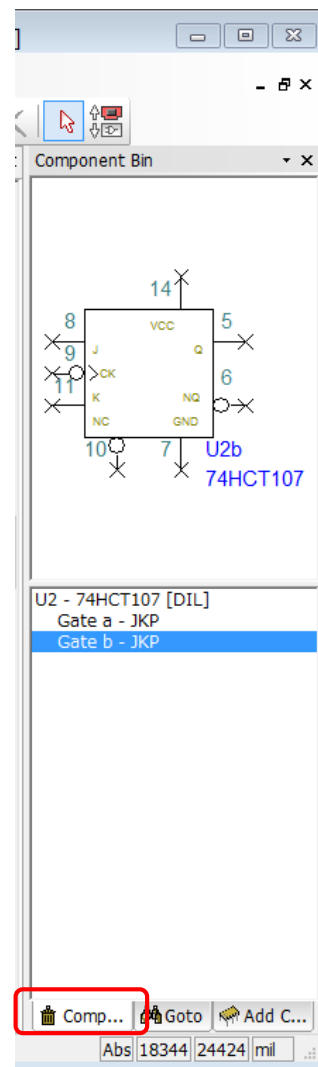 ]
Component Bin
14
8
VCC
5
9
J
Q
CK
11
6
K
NQ
NC
GND
10
7
U2b
74HCT107
U2 - 74HCT107 [DIL]
Gate a - JKP
Gate b - JKP
Comp... Goto Add C...
Abs 18344 24424 mil